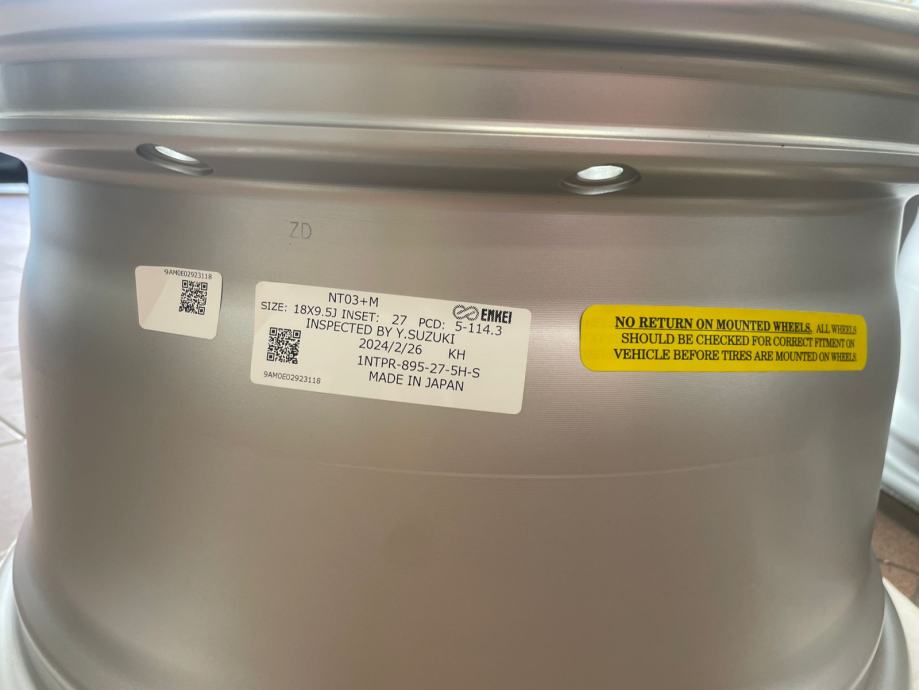 ZD
9AM0E02923118
NT03+M
ENKEI
SIZE: 18X9.5J INSET: 27 PCD: 5-114.3
INSPECTED BY Y.SUZUKI
2024/2/26 KH
1NTPR-895-27-5H-S
9AM0E02923118
MADE IN JAPAN
NO RETURN ON MOUNTED WHEELS. ALL WHEELS
SHOULD BE CHECKED FOR CORRECT FITMENT ON
VEHICLE BEFORE TIRES ARE MOUNTED ON WHEELS.